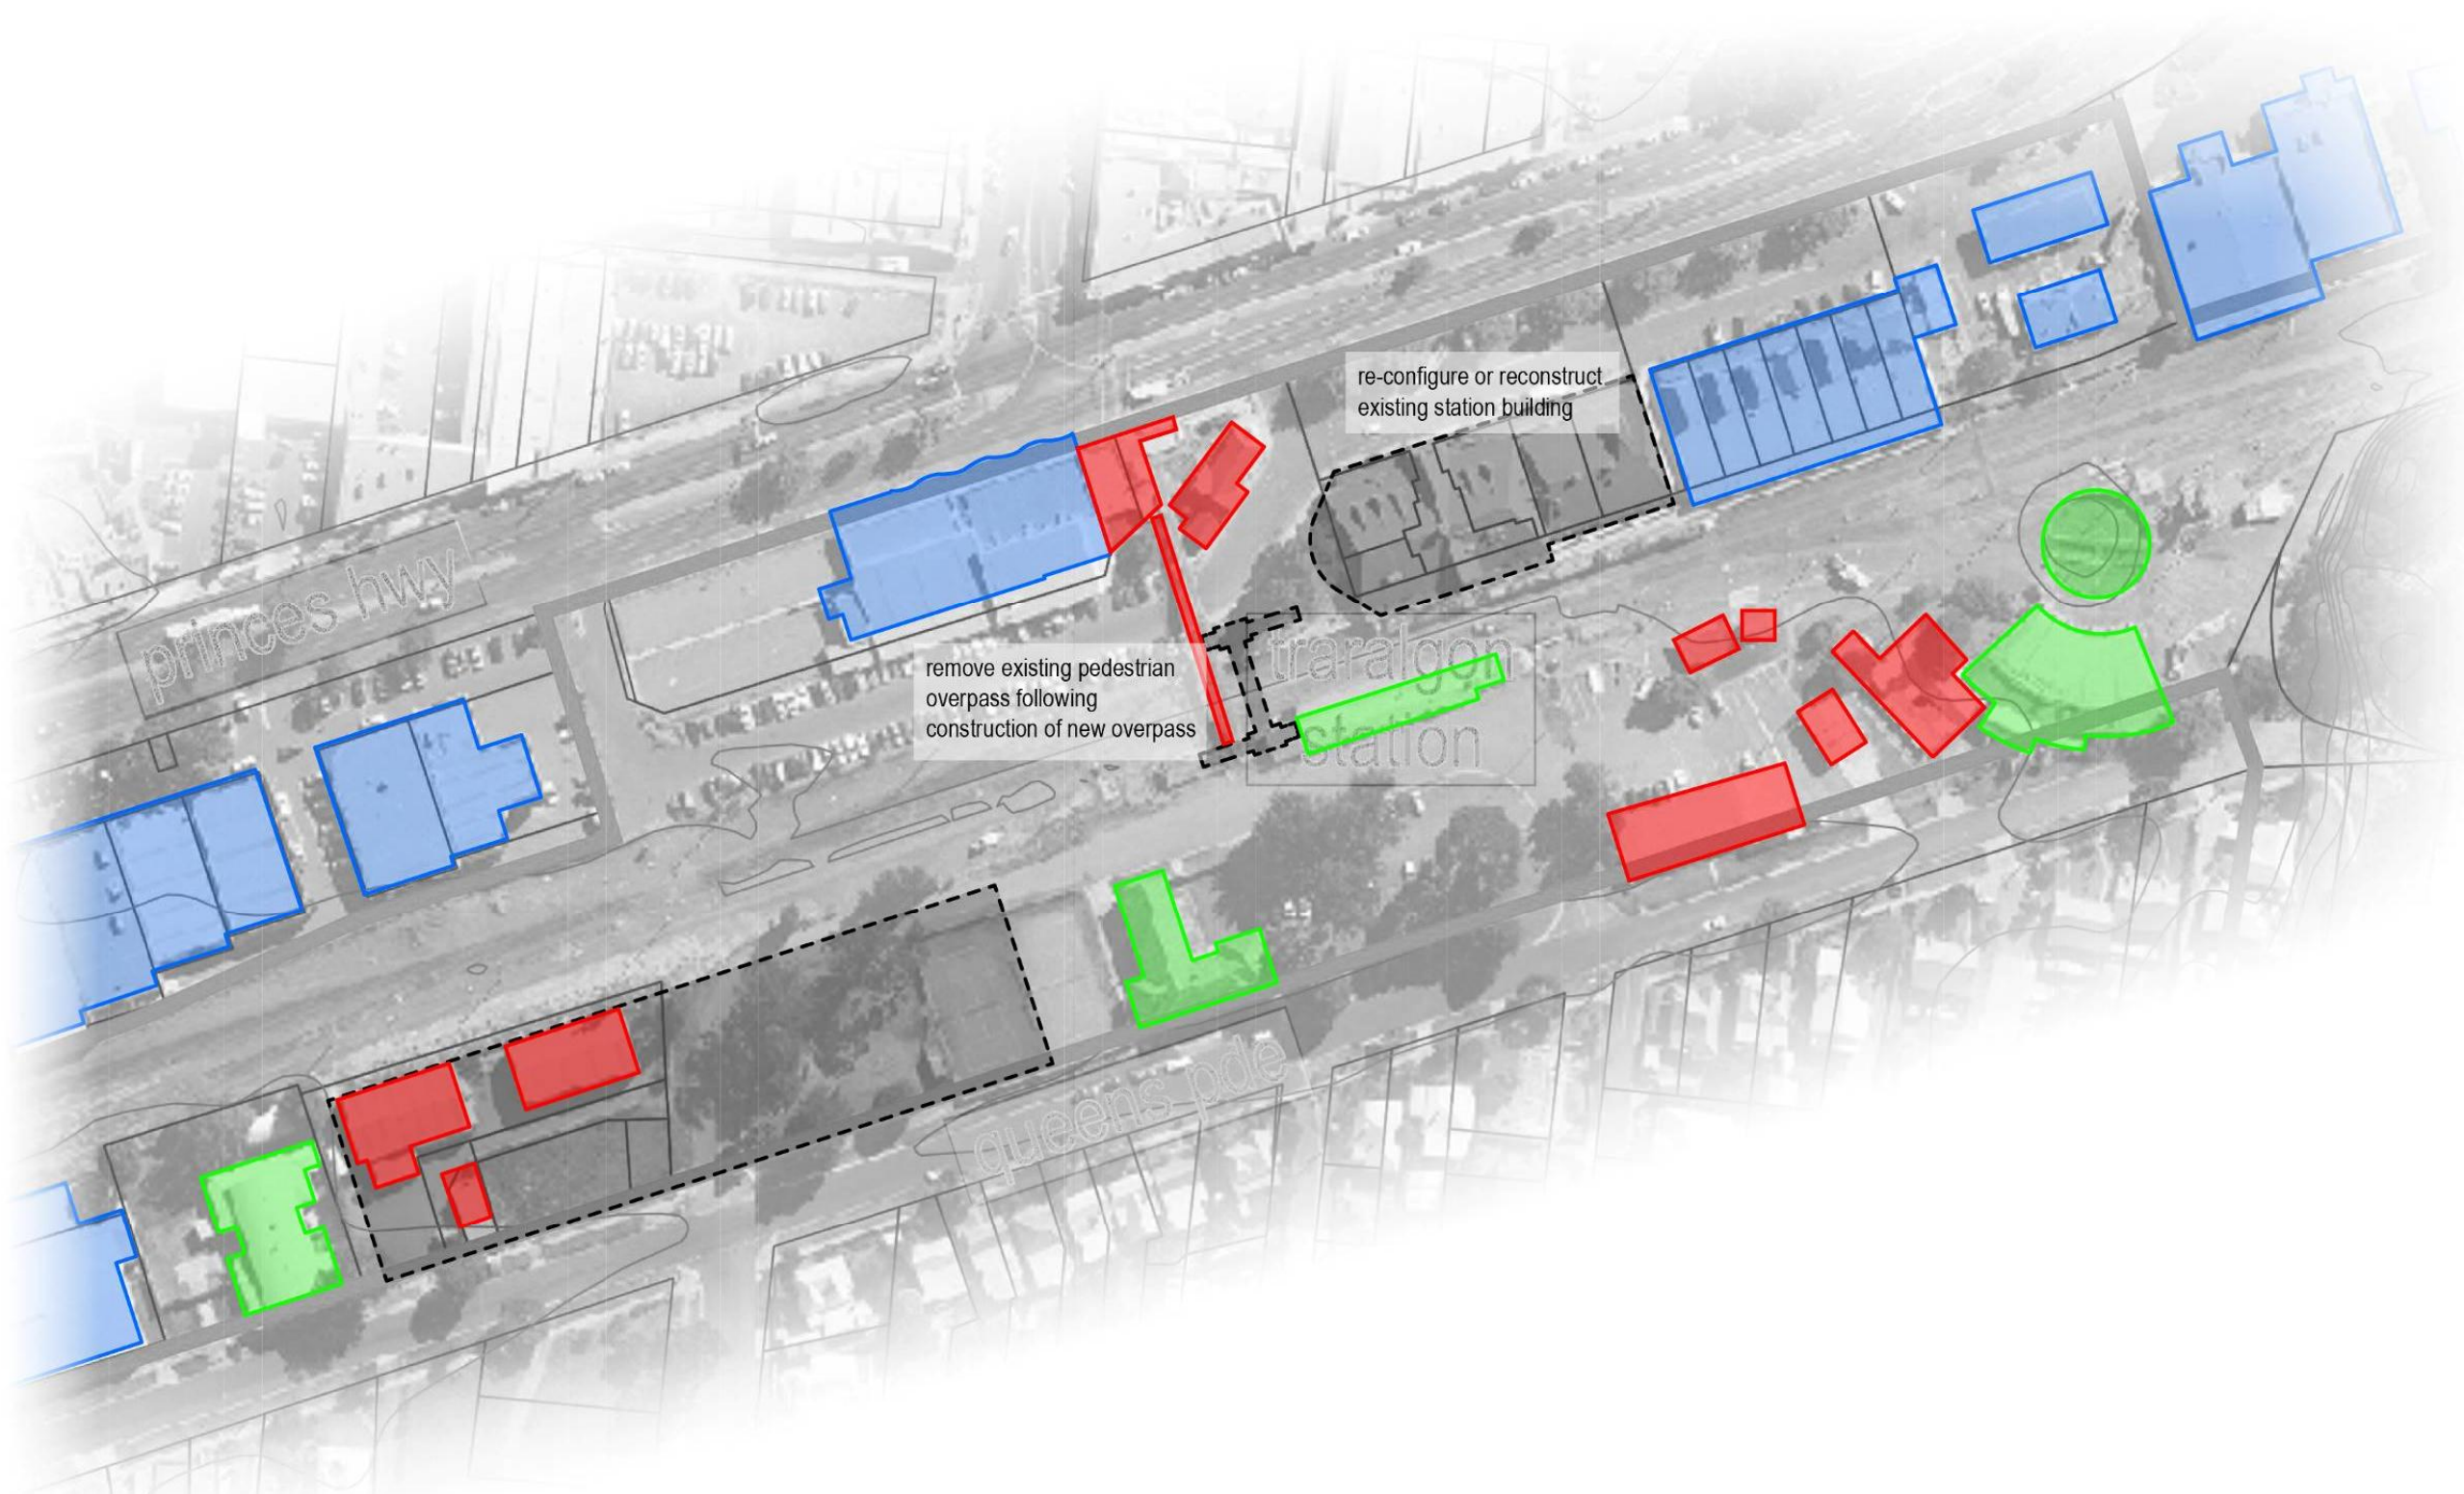 re-configure or reconstruct
existing station building
princes hwy
remove existing pedestrian
overpass following
construction of new overpass
traralgon
station
queens pde